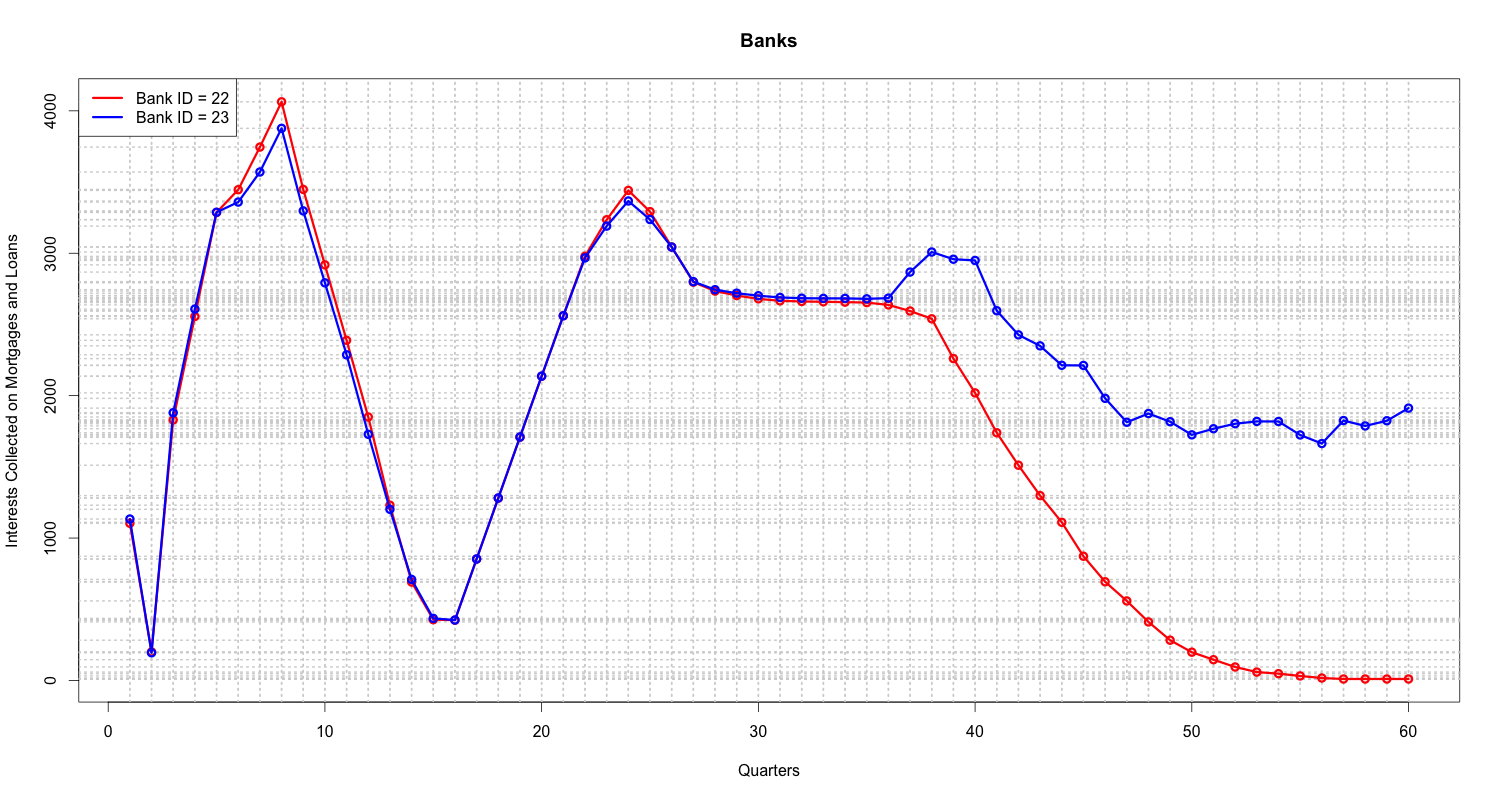 Banks
Bank ID = 22
Bank ID = 23
Interests Collected on Mortgages and Loans
4000
3000
2000
1000
0
0 10 20 30 40 50 60
Quarters